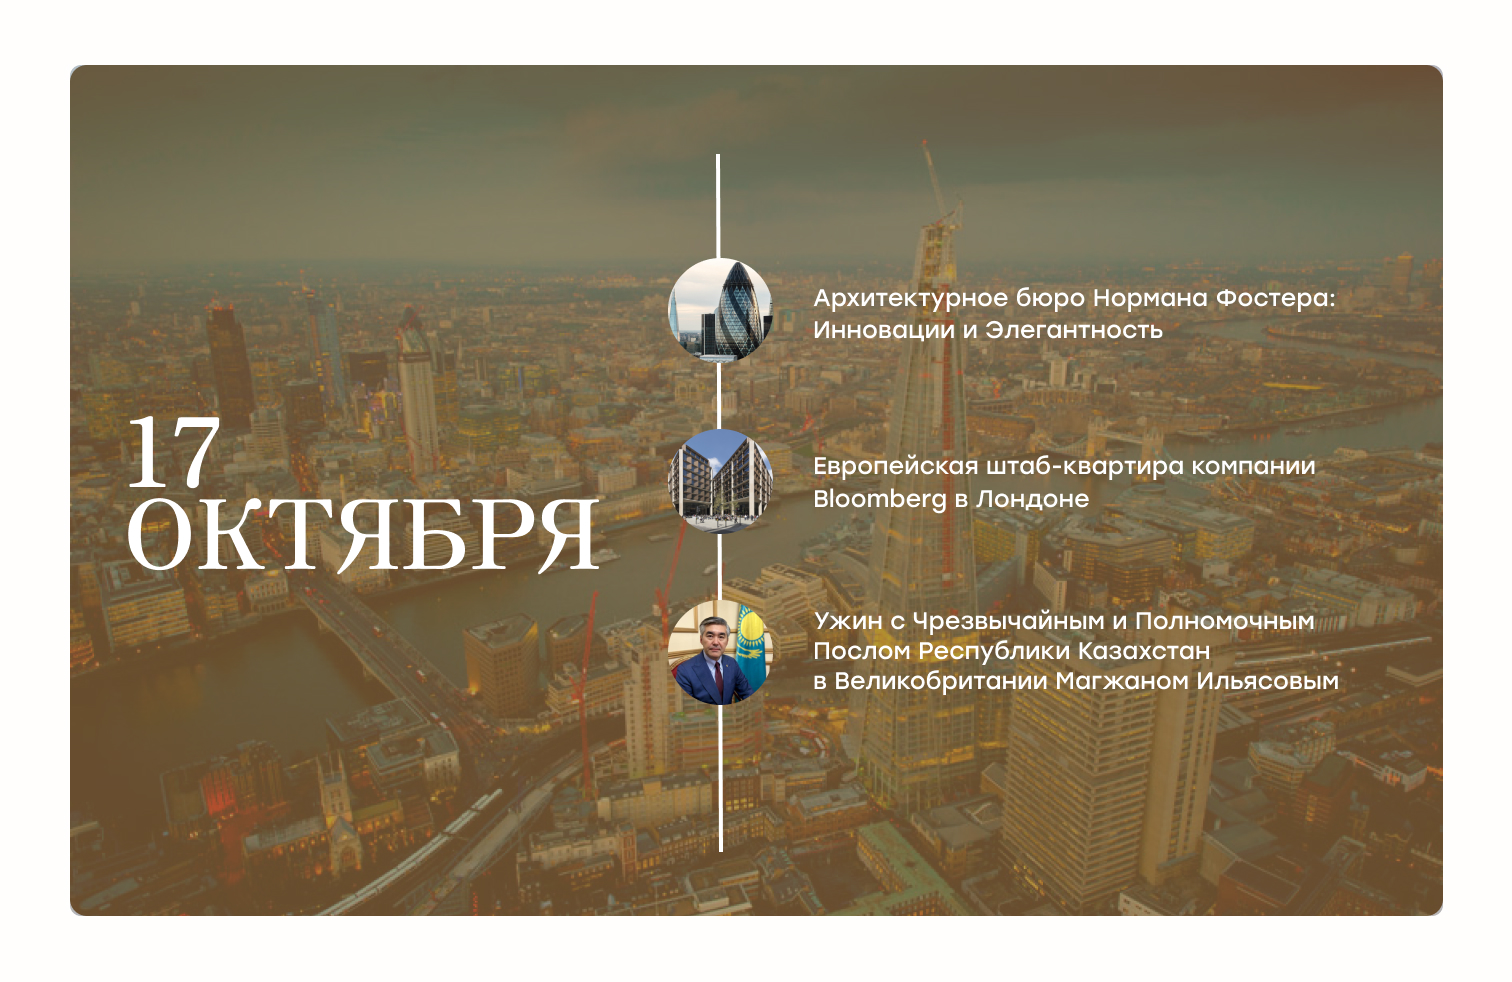 17
ОКТЯБРЯ
Архитектурное бюро Нормана Фостера:
Инновации и Элегантность
Европейская штаб-квартира компании
Bloomberg в Лондоне
Ужин с Чрезвычайным и Полномочным
Послом Республики Казахстан
в Великобритании Магжаном Ильясовым